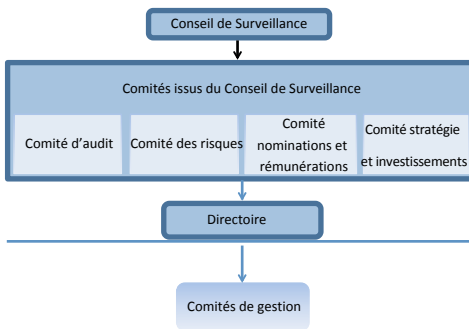 Conseil de Surveillance
Comités issus du Conseil de Surveillance
Comité d'audit
Comité des risques
Comité
nominations et
rémunérations
Comité stratégie
et investissements
Directoire
Comités de gestion